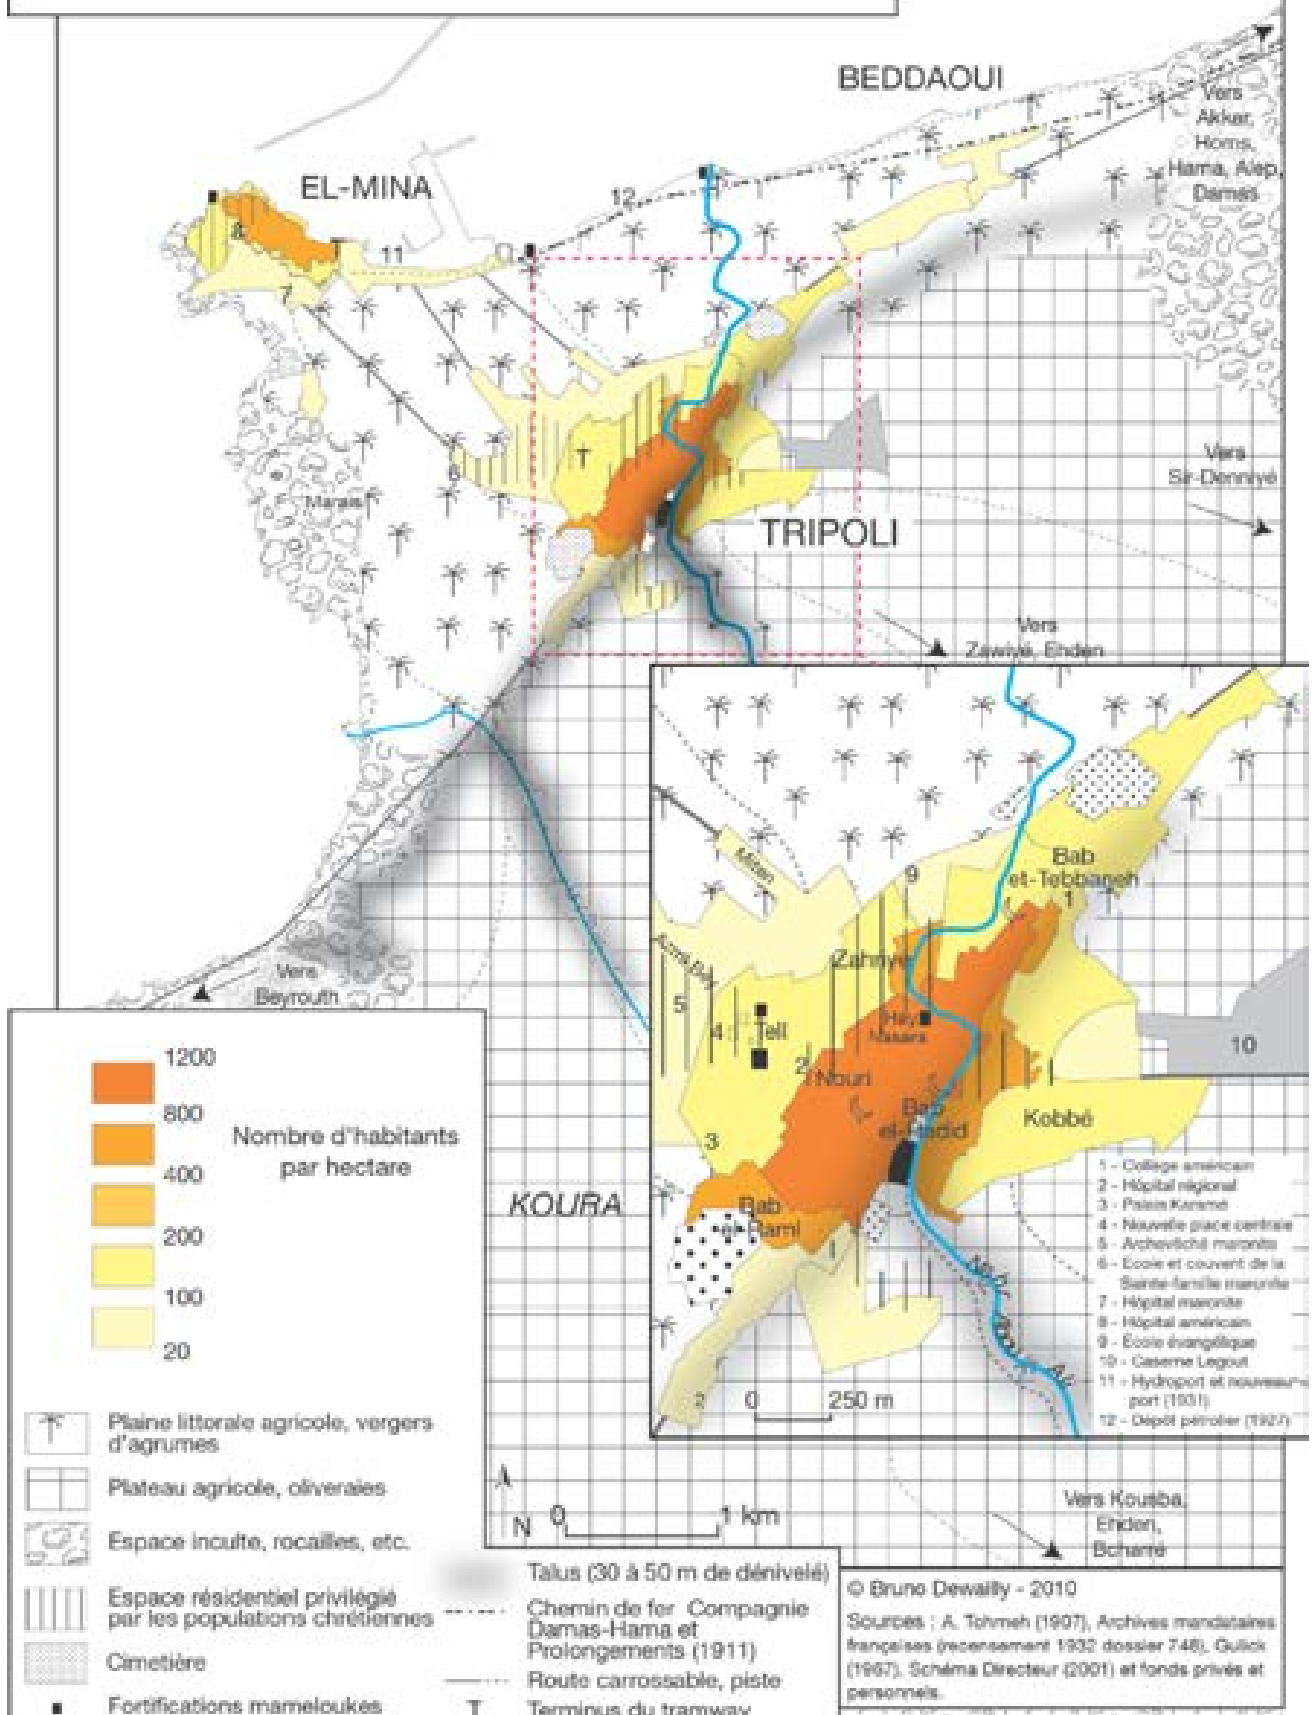 BEDDAOUI
Vers
Akkar,
Homs,
Hama, Alep,
Damas
EL-MINA
12
8
11
7
T
6
Marais
Vers
Sir-Denniyé
TRIPOLI
Vers
Zawiyé, Ehden
Vers
Beyrouth
Mitein
9
Bab
et-Tebbaneh
1
Azmi Bey
Zahriyé
5
4
Tell
Hay
Nasara
2
Nouri
10
Bab
el-Hadid
Kobbé
3
Bab
el-Raml
1 - Collège américain
2 - Hôpital régional
3 - Palais Karamé
4 - Nouvelle place centrale
5 - Archevêché maronite
6 - Ecole et couvent de la
Sainte-famille maronite
7 - Hôpital maronite
8 - Hôpital américain
9 - Ecole évangélique
10 - Caserne Legout
11 - Hydroport et nouveau
port (1931)
12 - Dépôt pétrolier (1927)
0 250 m
KOURA
1200
800
400
200
100
20
Nombre d'habitants
par hectare
Plaine littorale agricole, vergers
d'agrumes
Plateau agricole, oliveraies
Espace inculte, rocailles, etc.
Espace résidentiel privilégié
par les populations chrétiennes
Cimetière
Fortifications mameloukes
N
0 1 km
Vers Kousba,
Ehden,
Bcharré
Talus (30 à 50 m de dénivelé)
Chemin de fer Compagnie
Damas-Hama et
Prolongements (1911)
Route carrossable, piste
T Terminus du tramway
© Bruno Dewailly - 2010
Sources : A. Tohmeh (1907), Archives mandataires
françaises (recensement 1932 dossier 748), Gulick
(1967), Schéma Directeur (2001) et fonds privés et
personnels.